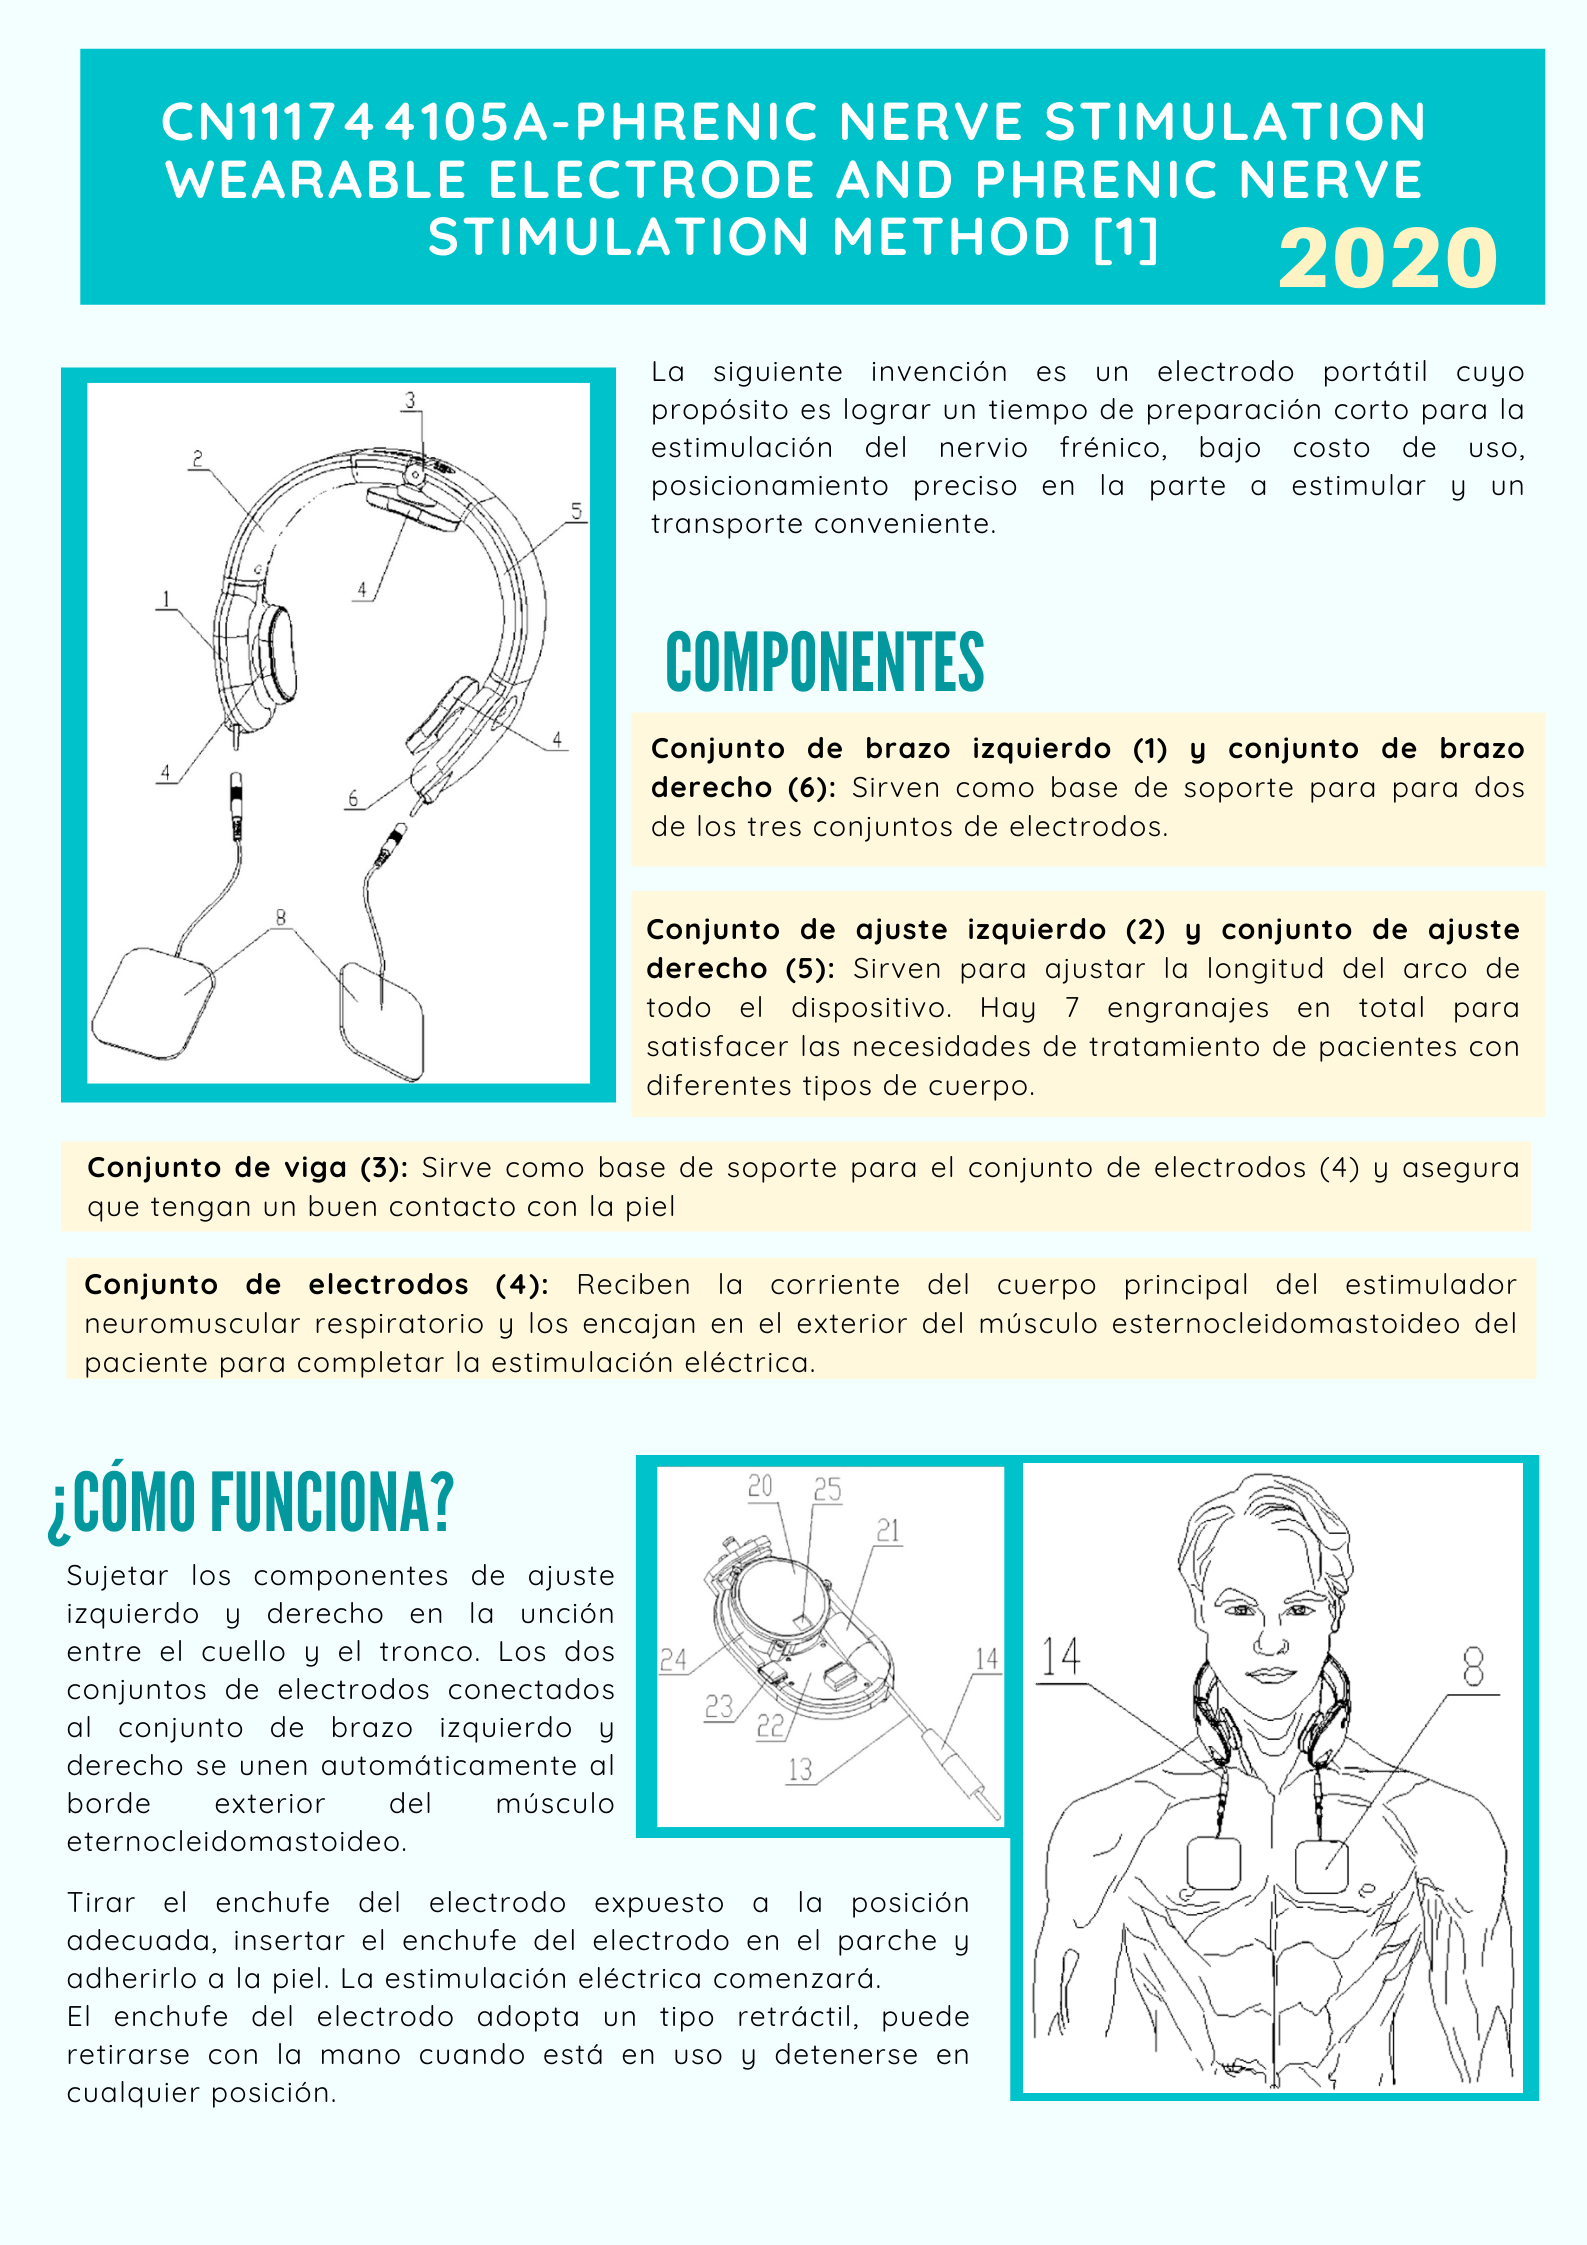 CN111744105A-PHRENIC NERVE STIMULATION
WEARABLE ELECTRODE AND PHRENIC NERVE
STIMULATION METHOD [1]
2020
La siguiente invención es un electrodo portátil cuyo
propósito es lograr un tiempo de preparación corto para la
estimulación del nervio frénico, bajo costo de uso,
posicionamiento preciso en la parte a estimular y un
transporte conveniente.
3
2
5
4
1
4
4
6
8
COMPONENTES
Conjunto de brazo izquierdo (1) y conjunto de brazo
derecho (6): Sirven como base de soporte para para dos
de los tres conjuntos de electrodos.
Conjunto de ajuste izquierdo (2) y conjunto de ajuste
derecho (5): Sirven para ajustar la longitud del arco de
todo el dispositivo. Hay 7 engranajes en total para
satisfacer las necesidades de tratamiento de pacientes con
diferentes tipos de cuerpo.
Conjunto de viga (3): Sirve como base de soporte para el conjunto de electrodos (4) y asegura
que tengan un buen contacto con la piel
Conjunto de electrodos (4): Reciben la corriente del cuerpo principal del estimulador
neuromuscular respiratorio y los encajan en el exterior del músculo esternocleidomastoideo del
paciente para completar la estimulación eléctrica.
¿CÓMO FUNCIONA?
Sujetar los componentes de ajuste
izquierdo y derecho en la unción
entre el cuello y el tronco. Los dos
conjuntos de electrodos conectados
al conjunto de brazo izquierdo y
derecho se unen automáticamente al
borde exterior del músculo
eternocleidomastoideo.
20
25
21
24
14
23
22
13
14
8
Tirar el enchufe del electrodo expuesto a la posición
adecuada, insertar el enchufe del electrodo en el parche y
adherirlo a la piel. La estimulación eléctrica comenzará.
El enchufe del electrodo adopta un tipo retráctil, puede
retirarse con la mano cuando está en uso y detenerse en
cualquier posición.